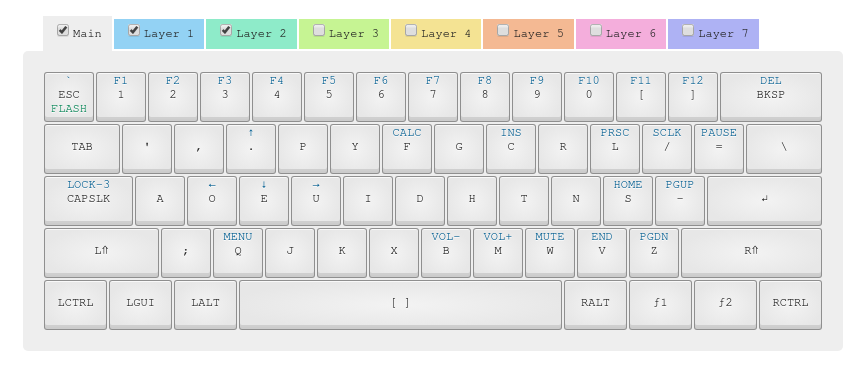 Main Layer 1 Layer 2 Layer 3 Layer 4 Layer 5 Layer 6 Layer 7
` F1 F2 F3 F4 F5 F6 F7 F8 F9 F10 F11 F12 DEL
ESC 1 2 3 4 5 6 7 8 9 0 [ ] BKSP
FLASH
↑ CALC INS PRSC SCLK PAUSE
TAB ' , . P Y F G C R L / = \
LOCK-3 ← ↓ → HOME PGUP
CAPSLK A O E U I D H T N S - ↵
MENU VOL- VOL+ MUTE END PGDN
L⇑ ; Q J K X B M W V Z R⇑
LCTRL LGUI LALT [ ] RALT ƒ1 ƒ2 RCTRL